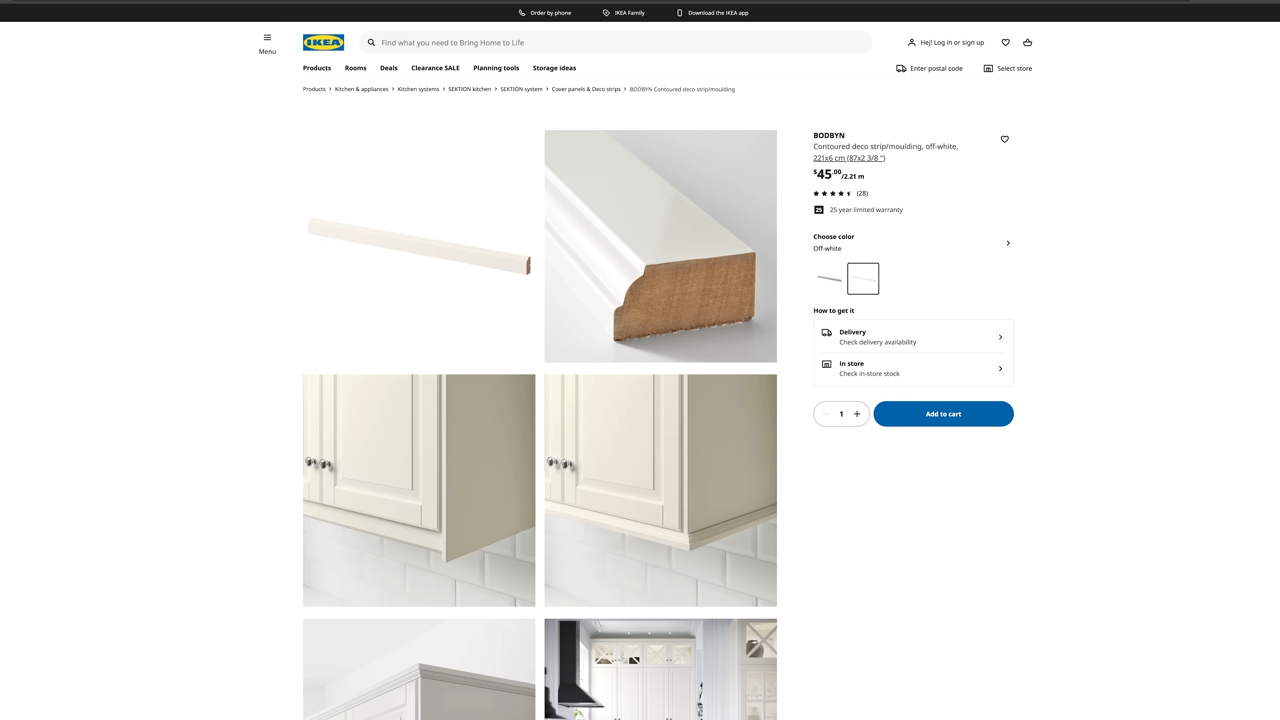 Order by phone
IKEA Family
Download the IKEA app
Menu
IKEA
Find what you need to Bring Home to Life
Hej! Log in or sign up
Products
Rooms
Deals
Clearance SALE
Planning tools
Storage ideas
Enter postal code
Select store
Products › Kitchen & appliances › Kitchen systems › SEKTION kitchen › SEKTION system › Cover panels & Deco strips › BODBYN Contoured deco strip/moulding
BODBYN
Contoured deco strip/moulding, off-white,
221x6 cm (87x2 3/8 ")
$45.00/2.21 m
(28)
25 25 year limited warranty
Choose color
Off-white
How to get it
Delivery
Check delivery availability
In store
Check in-store stock
1
Add to cart